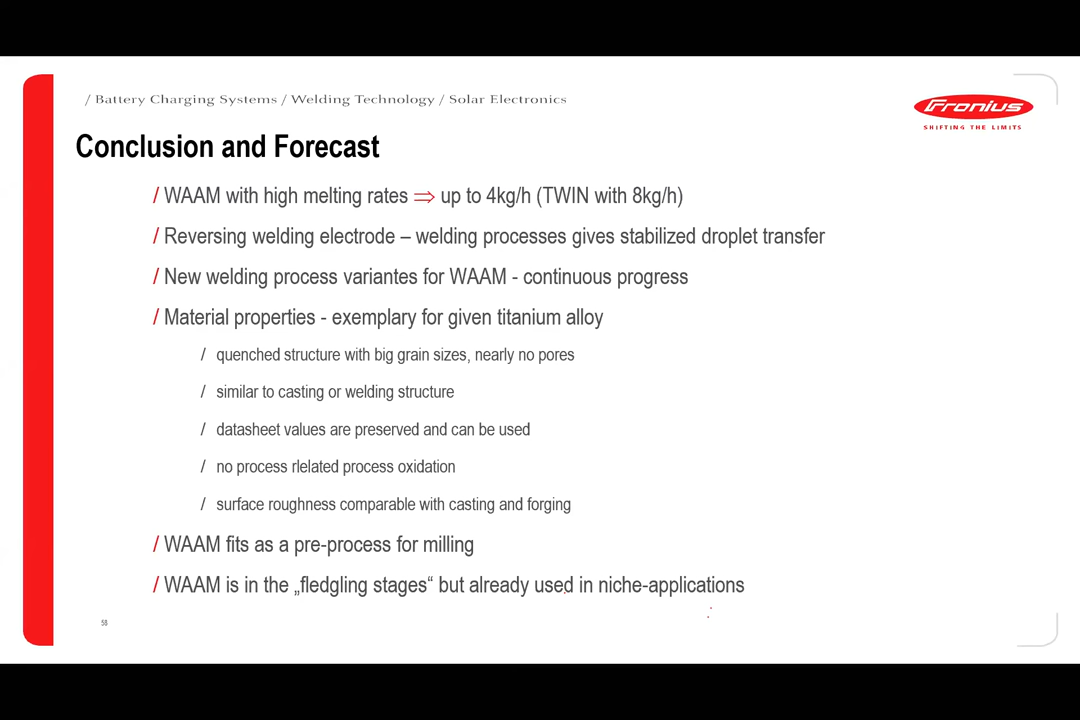 / Battery Charging Systems / Welding Technology / Solar Electronics
Fronius
SHIFTING THE LIMITS
Conclusion and Forecast
/ WAAM with high melting rates ⇒ up to 4kg/h (TWIN with 8kg/h)
/ Reversing welding electrode – welding processes gives stabilized droplet transfer
/ New welding process variantes for WAAM - continuous progress
/ Material properties - exemplary for given titanium alloy
/ quenched structure with big grain sizes, nearly no pores
/ similar to casting or welding structure
/ datasheet values are preserved and can be used
/ no process rlelated process oxidation
/ surface roughness comparable with casting and forging
/ WAAM fits as a pre-process for milling
/ WAAM is in the „fledgling stages“ but already used in niche-applications
58